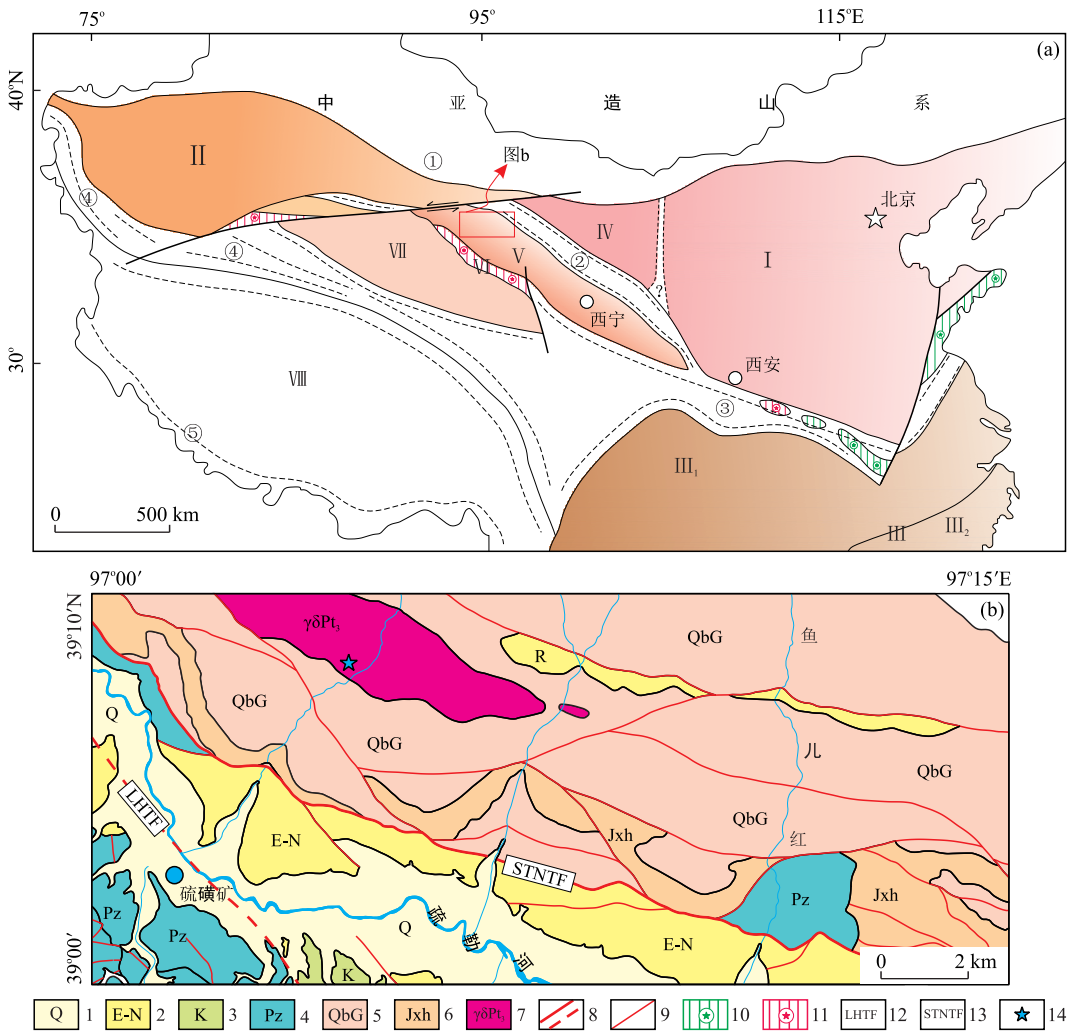 75° 95° 115°E
(a)
40°N
中 亚 造 山 系
II
①
图b
④
北京
IV
VII
I
④
VI
V
②
?
西宁
30°
西安
VIII
③
⑤
III₁
0 500 km
III
III₂
97°00′ 97°15′E
39°10′N
(b)
γδPt₃
QbG
鱼
R
QbG
Q
QbG
儿
QbG
LHTF
QbG
E-N
Jxh
红
STNTF
硫磺矿
Pz
Jxh
Pz
Pz
Q
疏勒河
E-N
39°00′
K
0 2 km
Q 1 E-N 2 K 3 Pz 4 QbG 5 Jxh 6 γδPt₃ 7 8 9 10 11 LHTF 12 STNTF 13 14